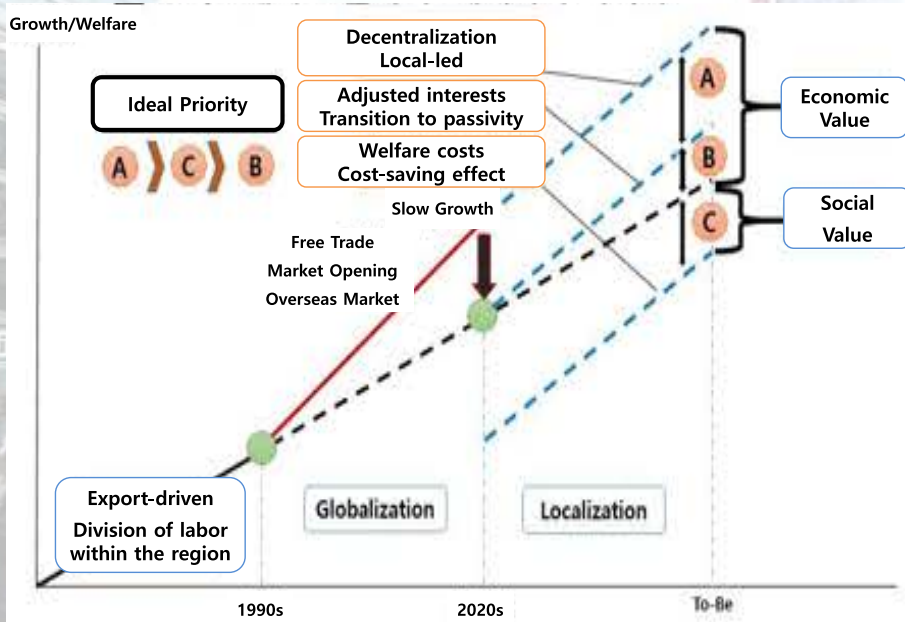 Growth/Welfare
Decentralization
Local-led
Ideal Priority
A
C
B
Adjusted interests
Transition to passivity
Welfare costs
Cost-saving effect
A
B
C
Economic
Value
Social
Value
Slow Growth
Free Trade
Market Opening
Overseas Market
Export-driven
Division of labor
within the region
Globalization
Localization
1990s
2020s
To-Be